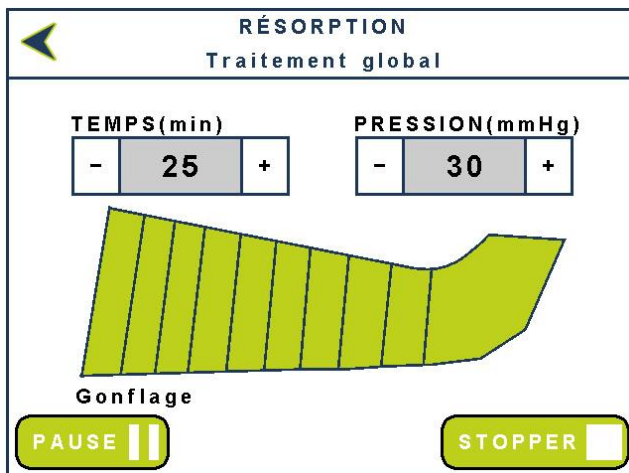 RÉSORPTION
Traitement global
TEMPS(min)
PRESSION(mmHg)
- 25 +
- 30 +
Gonflage
PAUSE
STOPPER